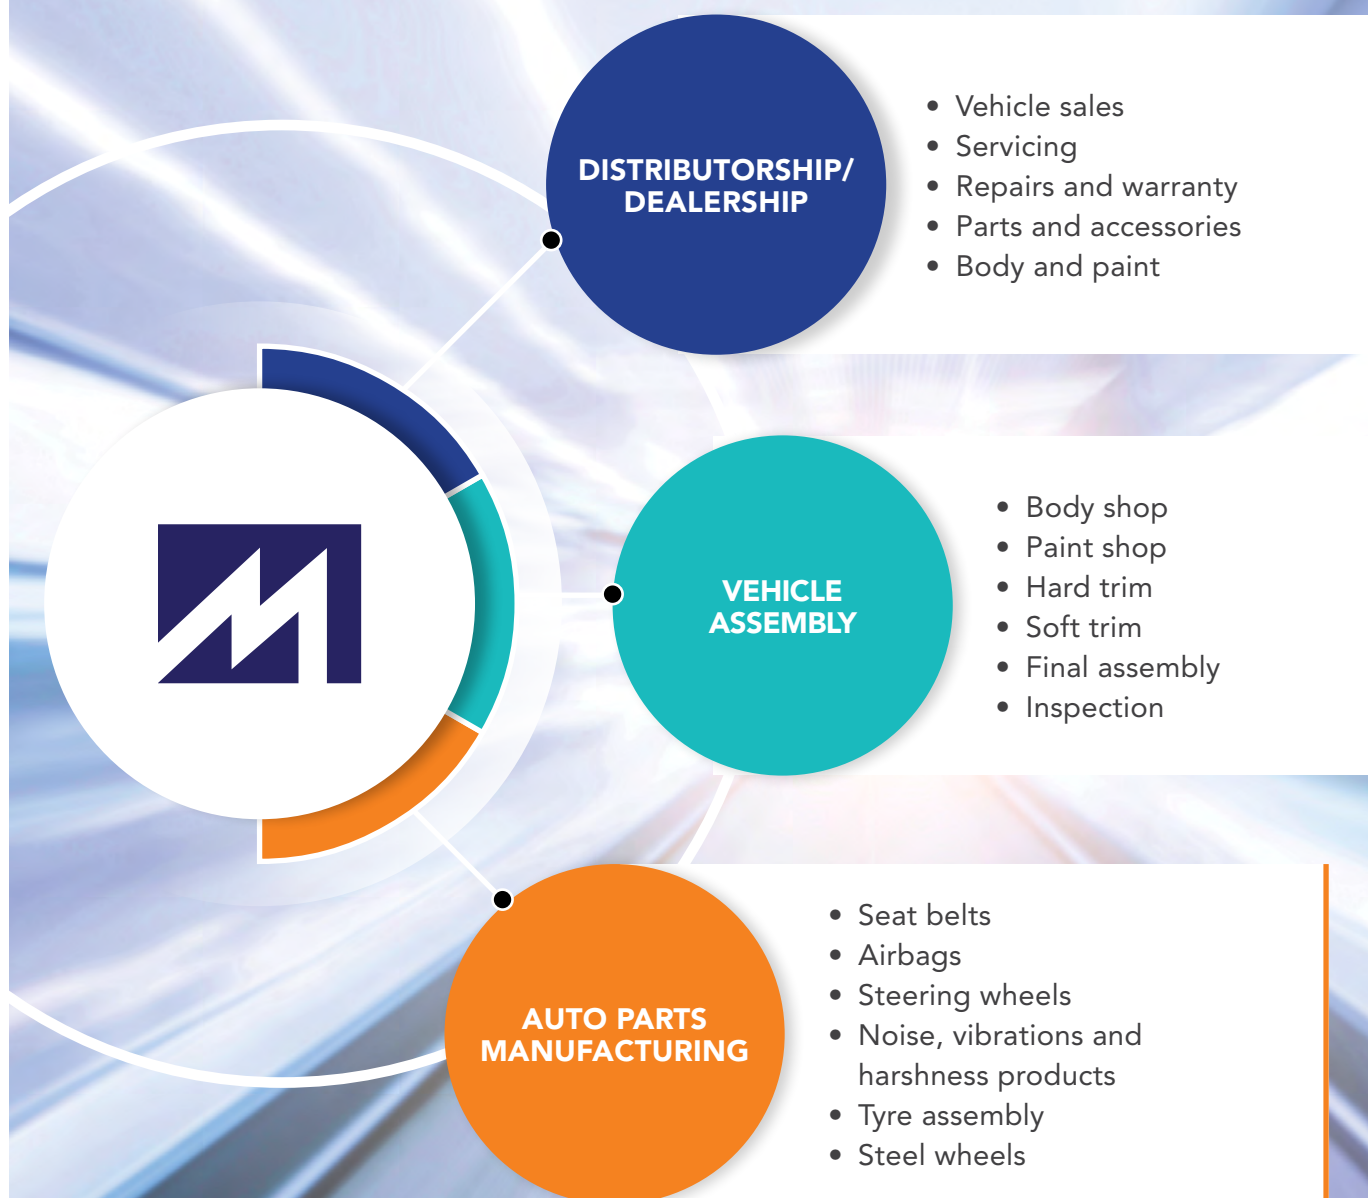 DISTRIBUTORSHIP/
DEALERSHIP
• Vehicle sales
• Servicing
• Repairs and warranty
• Parts and accessories
• Body and paint
VEHICLE
ASSEMBLY
• Body shop
• Paint shop
• Hard trim
• Soft trim
• Final assembly
• Inspection
AUTO PARTS
MANUFACTURING
• Seat belts
• Airbags
• Steering wheels
• Noise, vibrations and
harshness products
• Tyre assembly
• Steel wheels